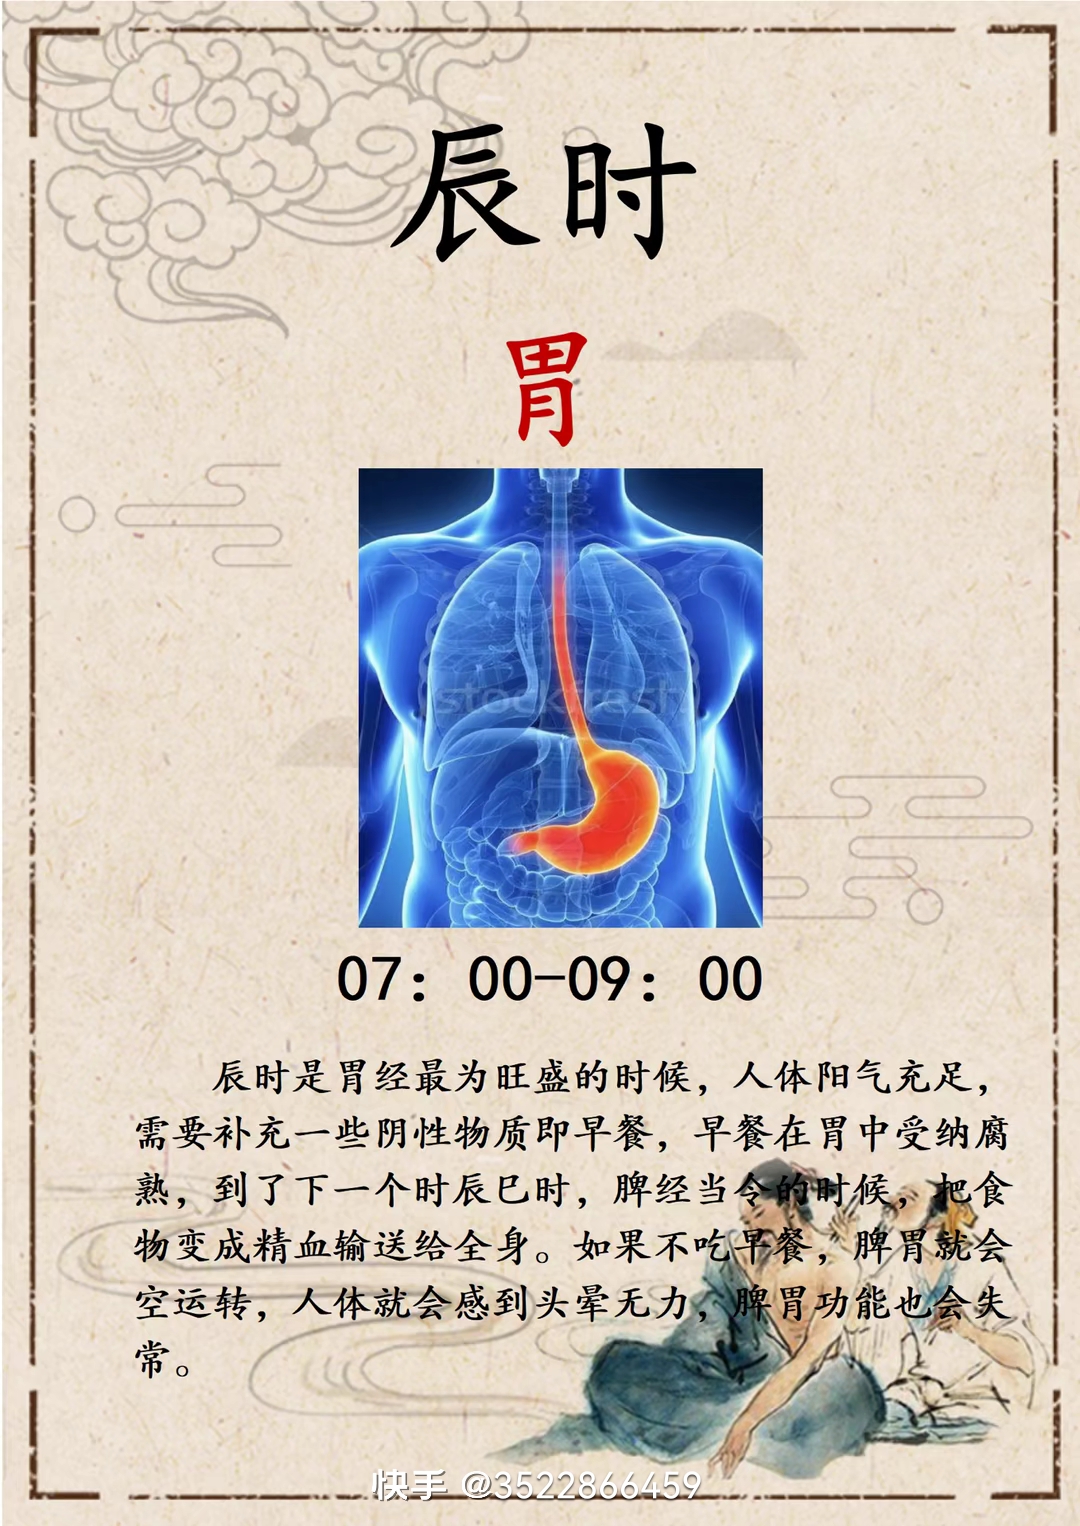 辰时
胃
stockfresh
07：00-09：00
辰时是胃经最为旺盛的时候，人体阳气充足，
需要补充一些阴性物质即早餐，早餐在胃中受纳腐
熟，到了下一个时辰巳时，脾经当令的时候，把食
物变成精血输送给全身。如果不吃早餐，脾胃就会
空运转，人体就会感到头晕无力，脾胃功能也会失
常。
快手 @3522866459